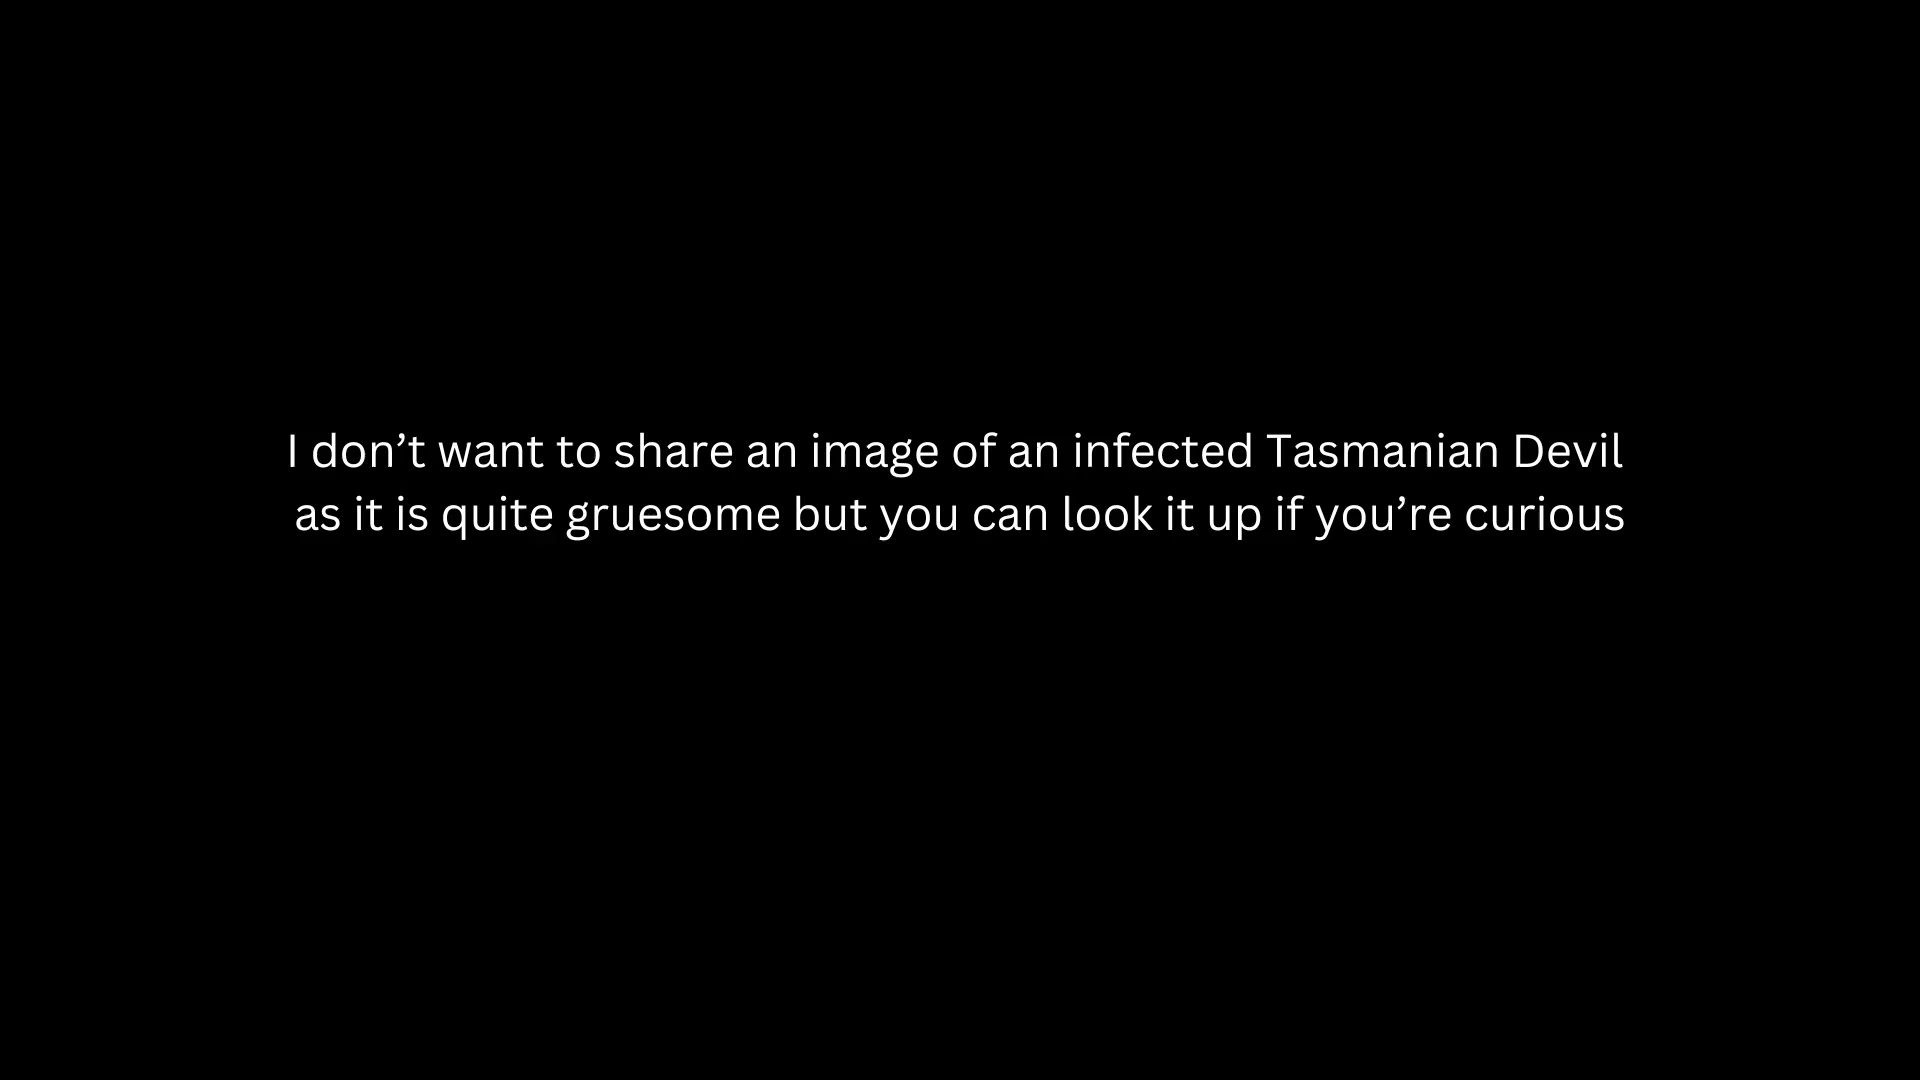 I don’t want to share an image of an infected Tasmanian Devil
as it is quite gruesome but you can look it up if you’re curious